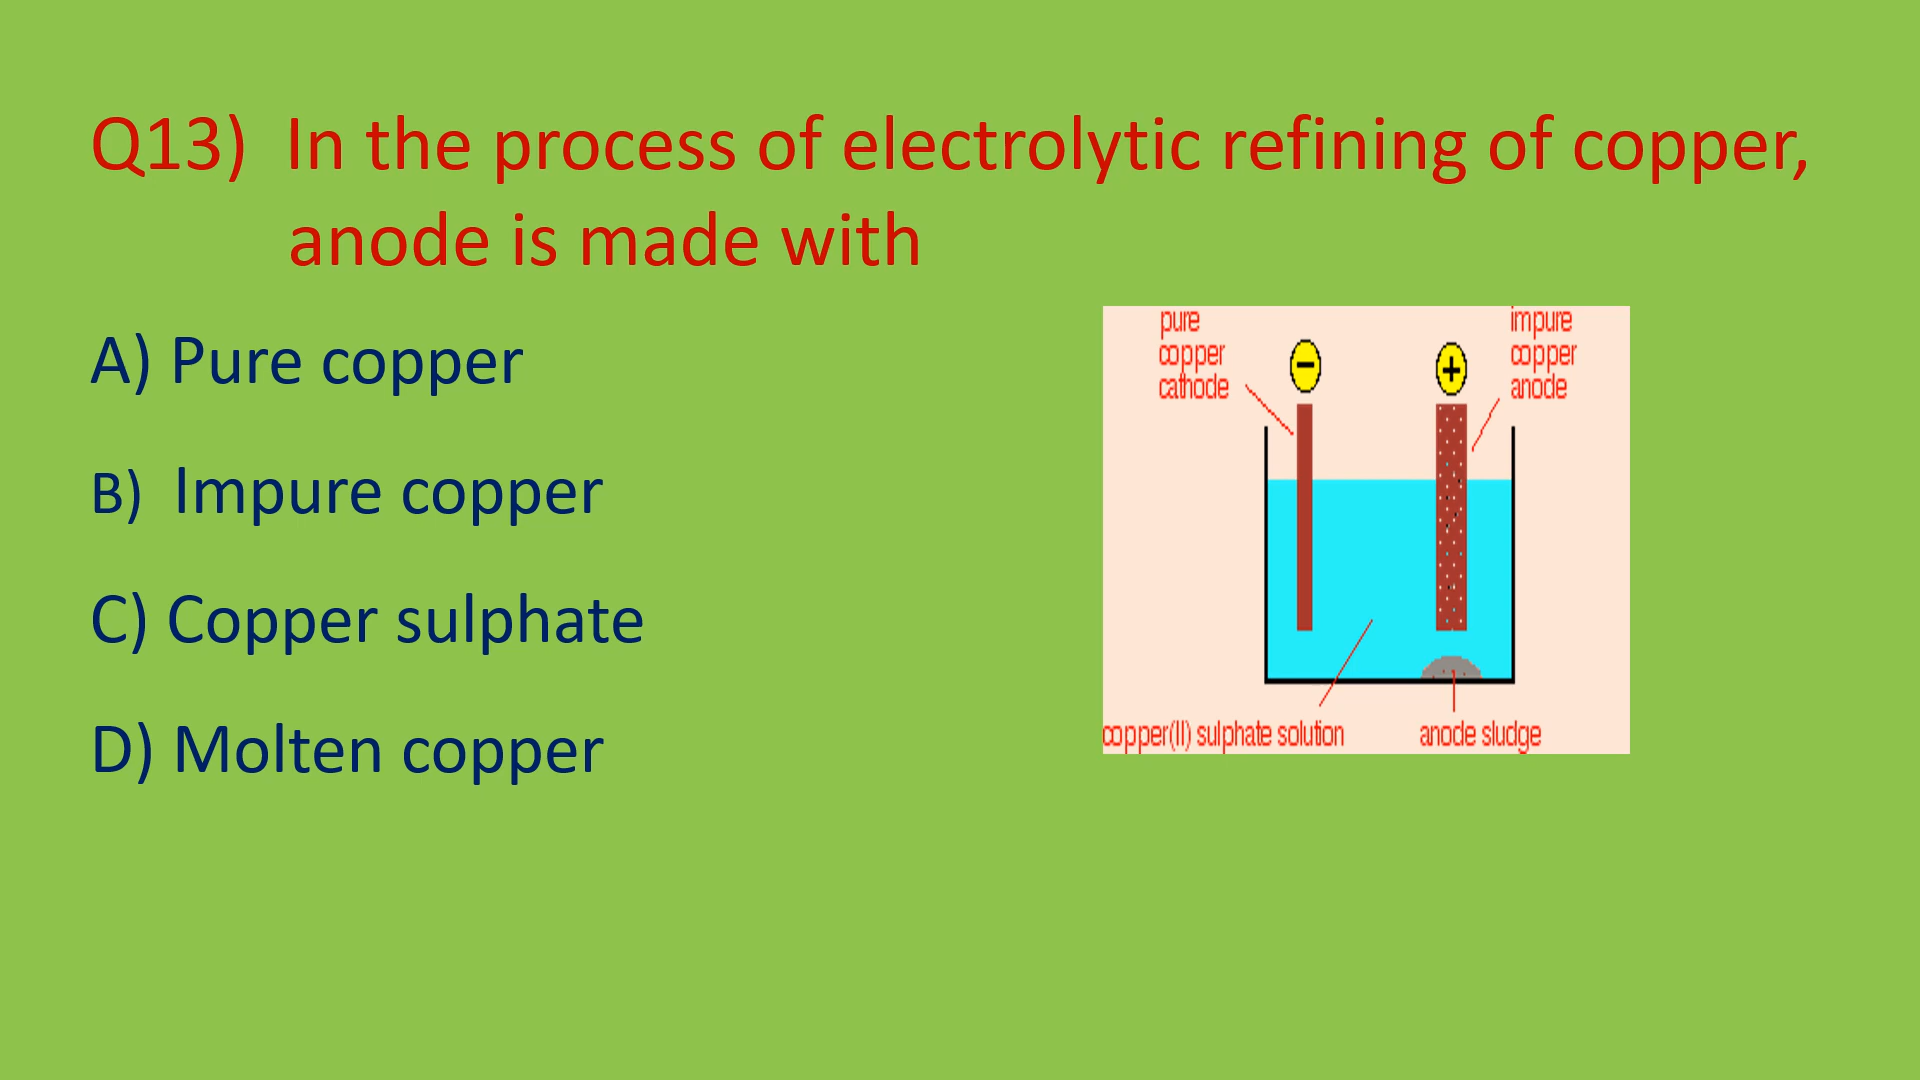 Q13) In the process of electrolytic refining of copper,
anode is made with
A) Pure copper
B) Impure copper
C) Copper sulphate
D) Molten copper
pure
copper
cathode
−
+
impure
copper
anode
copper(II) sulphate solution
anode sludge